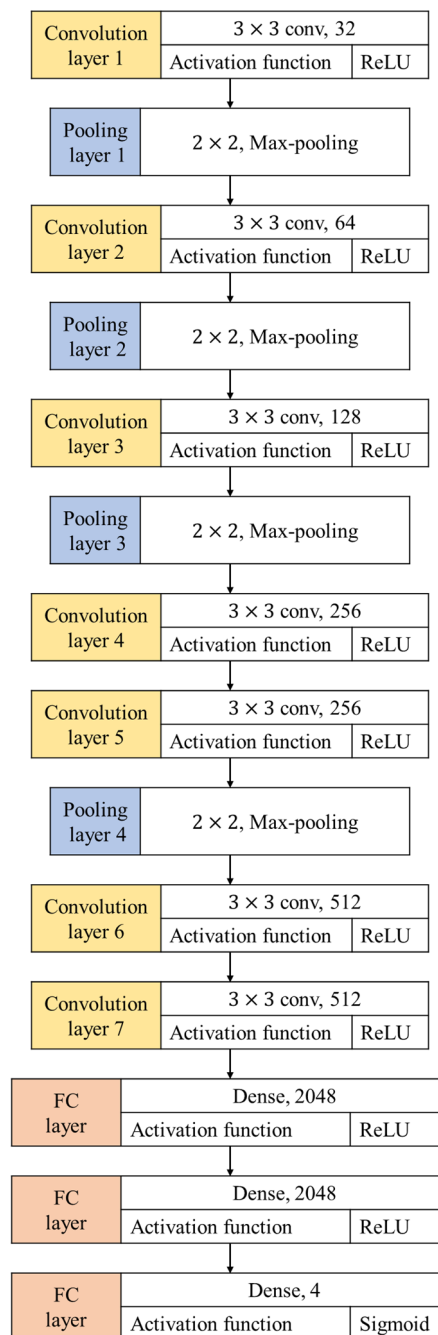 Convolution
layer 1
3 × 3 conv, 32
Activation function ReLU
Pooling
layer 1
2 × 2, Max-pooling
Convolution
layer 2
3 × 3 conv, 64
Activation function ReLU
Pooling
layer 2
2 × 2, Max-pooling
Convolution
layer 3
3 × 3 conv, 128
Activation function ReLU
Pooling
layer 3
2 × 2, Max-pooling
Convolution
layer 4
3 × 3 conv, 256
Activation function ReLU
Convolution
layer 5
3 × 3 conv, 256
Activation function ReLU
Pooling
layer 4
2 × 2, Max-pooling
Convolution
layer 6
3 × 3 conv, 512
Activation function ReLU
Convolution
layer 7
3 × 3 conv, 512
Activation function ReLU
FC
layer
Dense, 2048
Activation function ReLU
FC
layer
Dense, 2048
Activation function ReLU
FC
layer
Dense, 4
Activation function Sigmoid